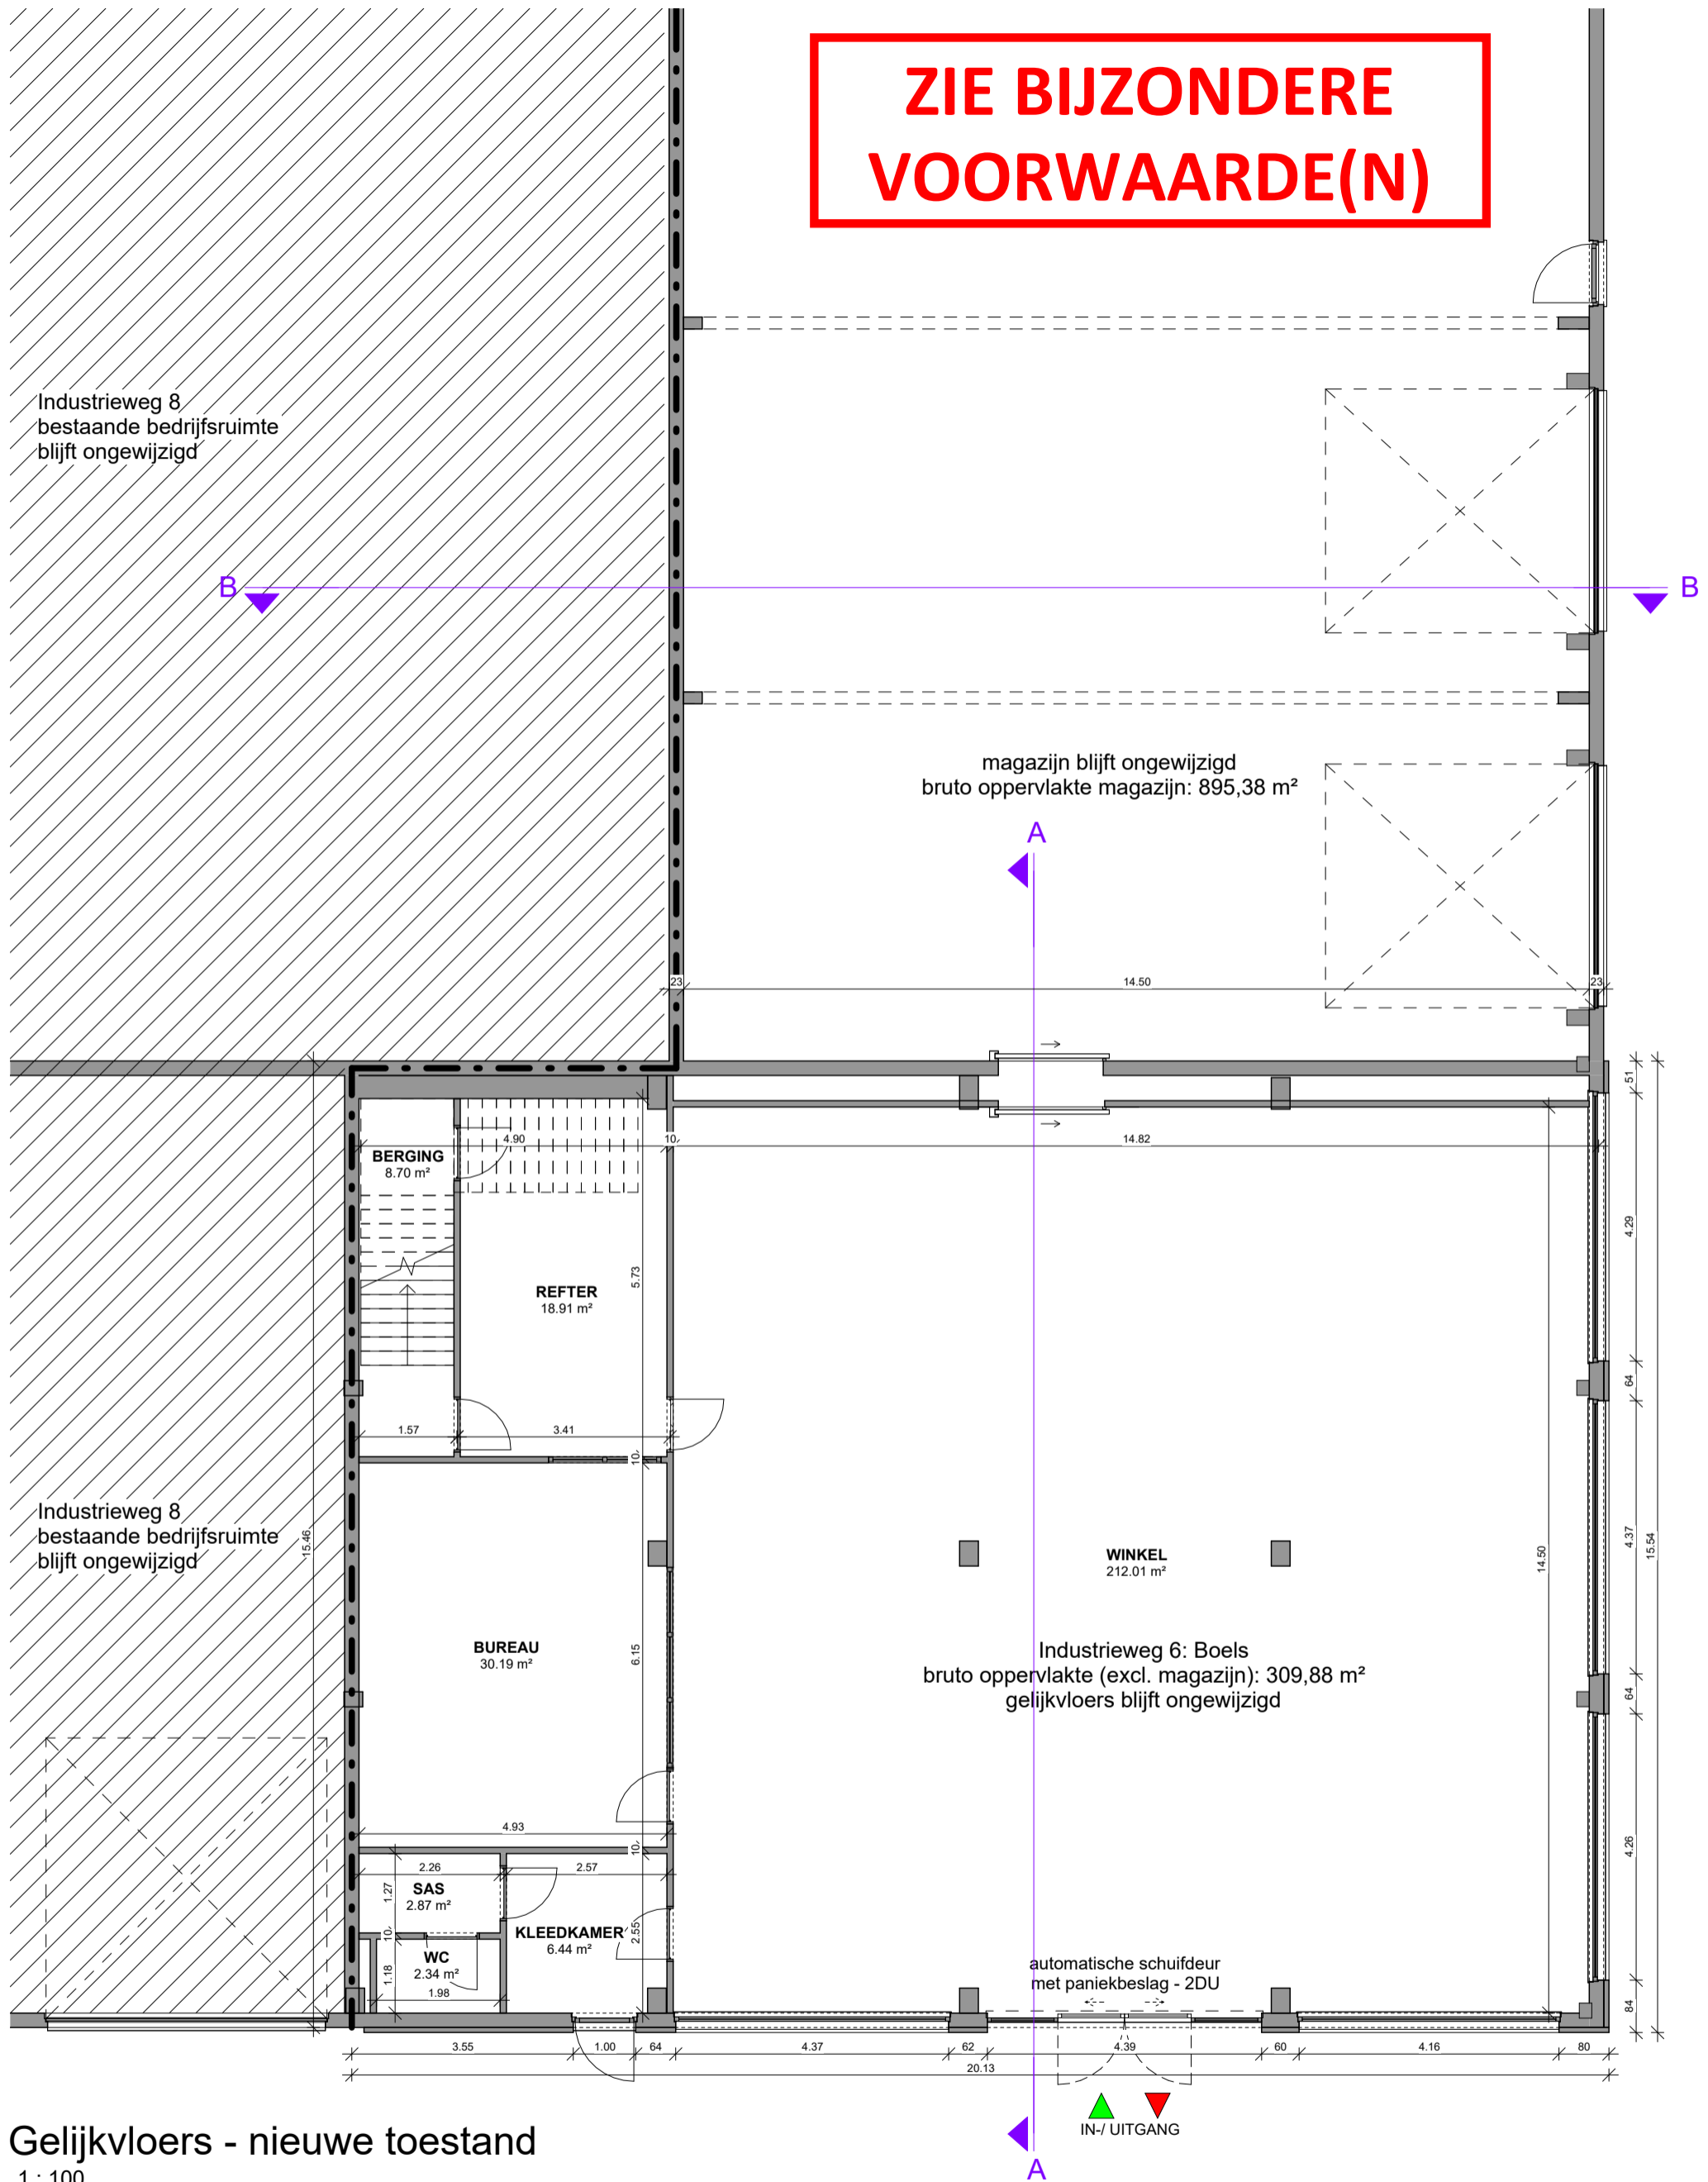 ZIE BIJZONDERE
VOORWAARDE(N)
Industrieweg 8
bestaande bedrijfsruimte
blijft ongewijzigd
B
B
magazijn blijft ongewijzigd
bruto oppervlakte magazijn: 895,38 m²
A
23
14.50
23
51
4.90
10
14.82
BERGING
8.70 m²
4.29
5.73
REFTER
18.91 m²
64
1.57
3.41
10
Industrieweg 8
bestaande bedrijfsruimte
blijft ongewijzigd
15.46
WINKEL
212.01 m²
14.50
4.37
15.54
BUREAU
30.19 m²
6.15
Industrieweg 6: Boels
bruto oppervlakte (excl. magazijn): 309,88 m²
gelijkvloers blijft ongewijzigd
64
4.93
10
4.26
2.26
2.57
1.27
SAS
2.87 m²
10
KLEEDKAMER
6.44 m²
2.55
WC
2.34 m²
1.18
1.98
automatische schuifdeur
met paniekbeslag - 2DU
84
3.55
1.00
64
4.37
62
4.39
60
4.16
80
20.13
IN-/ UITGANG
A
Gelijkvloers - nieuwe toestand
1 : 100